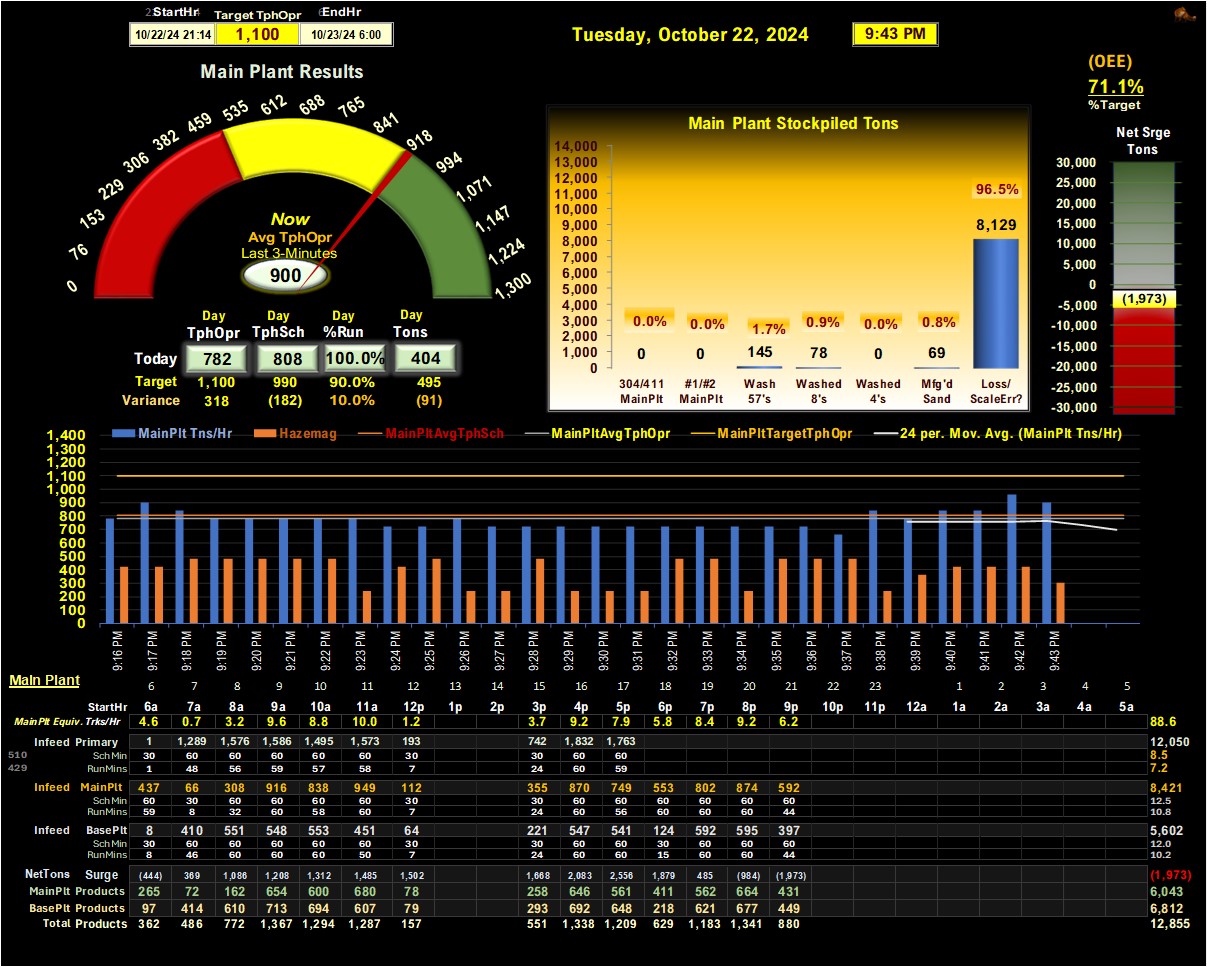 StartHr Target TphOpr EndHr
10/22/24 21:14 1,100 10/23/24 6:00
Tuesday, October 22, 2024 9:43 PM
(OEE)
71.1%
%Target
Main Plant Results
0 76 153 229 306 382 459 535 612 688 765 841 918 994 1,071 1,147 1,224 1,300
Now
Avg TphOpr
Last 3-Minutes
900
Day Day Day Day
TphOpr TphSch %Run Tons
Today 782 808 100.0% 404
Target 1,100 990 90.0% 495
Variance 318 (182) 10.0% (91)
Main Plant Stockpiled Tons
14,000
13,000
12,000
11,000
10,000
9,000
8,000
7,000
6,000
5,000
4,000
3,000
2,000
1,000
0
0.0% 0.0% 1.7% 0.9% 0.0% 0.8% 96.5%
0 0 145 78 0 69 8,129
304/411 #1/#2 Wash Washed Washed Mfg'd Loss/
MainPlt MainPlt 57's 8's 4's Sand ScaleErr?
Net Srge
Tons
30,000
25,000
20,000
15,000
10,000
5,000
0
-5,000
-10,000
-15,000
-20,000
-25,000
-30,000
(1,973)
MainPlt Tns/Hr Hazemag MainPltAvgTphSch MainPltAvgTphOpr MainPltTargetTphOpr 24 per. Mov. Avg. (MainPlt Tns/Hr)
1,400
1,300
1,200
1,100
1,000
900
800
700
600
500
400
300
200
100
0
9:16 PM 9:17 PM 9:18 PM 9:19 PM 9:20 PM 9:21 PM 9:22 PM 9:23 PM 9:24 PM 9:25 PM 9:26 PM 9:27 PM 9:28 PM 9:29 PM 9:30 PM 9:31 PM 9:32 PM 9:33 PM 9:34 PM 9:35 PM 9:36 PM 9:37 PM 9:38 PM 9:39 PM 9:40 PM 9:41 PM 9:42 PM 9:43 PM
Main Plant
6 7 8 9 10 11 12 13 14 15 16 17 18 19 20 21 22 23 1 2 3 4 5
StartHr 6a 7a 8a 9a 10a 11a 12p 1p 2p 3p 4p 5p 6p 7p 8p 9p 10p 11p 12a 1a 2a 3a 4a 5a
MainPlt Equiv. Trks/Hr 4.6 0.7 3.2 9.6 8.8 10.0 1.2 3.7 9.2 7.9 5.8 8.4 9.2 6.2 88.6
Infeed Primary 1 1,289 1,576 1,586 1,495 1,573 193 742 1,832 1,763 12,050
510 SchMin 30 60 60 60 60 60 30 30 60 60 8.5
429 RunMins 1 48 56 59 57 58 7 24 60 59 7.2
Infeed MainPlt 437 66 308 916 838 949 112 355 870 749 553 802 874 592 8,421
SchMin 60 30 60 60 60 60 30 30 60 60 60 60 60 60 12.5
RunMins 59 8 32 60 58 60 7 24 60 56 60 60 60 44 10.8
Infeed BasePlt 8 410 551 548 553 451 64 221 547 541 124 592 595 397 5,602
SchMin 30 60 60 60 60 60 30 30 60 60 30 60 60 60 12.0
RunMins 8 46 60 60 60 50 7 24 60 60 15 60 60 44 10.2
NetTons Surge (444) 369 1,086 1,208 1,312 1,485 1,502 1,668 2,083 2,556 1,879 485 (984) (1,973) (1,973)
MainPlt Products 265 72 162 654 600 680 78 258 646 561 411 562 664 431 6,043
BasePlt Products 97 414 610 713 694 607 79 293 692 648 218 621 677 449 6,812
Total Products 362 486 772 1,367 1,294 1,287 157 551 1,338 1,209 629 1,183 1,341 880 12,855